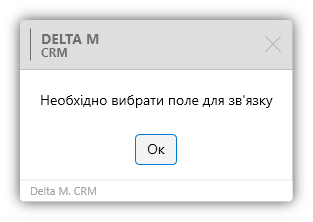 DELTA M
CRM
Необхідно вибрати поле для зв'язку
Ок
Delta M. CRM